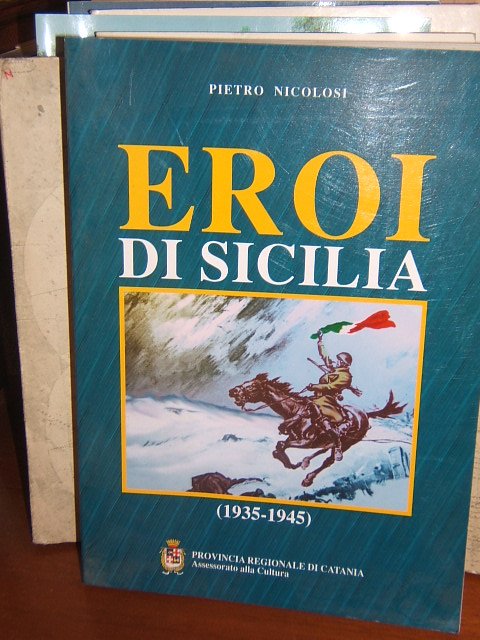 PIETRO NICOLOSI
EROI
DI SICILIA
(1935-1945)
PROVINCIA REGIONALE DI CATANIA
Assessorato alla Cultura